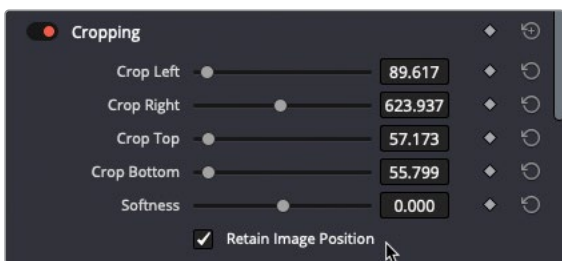 Cropping
Crop Left 89.617
Crop Right 623.937
Crop Top 57.173
Crop Bottom 55.799
Softness 0.000
Retain Image Position